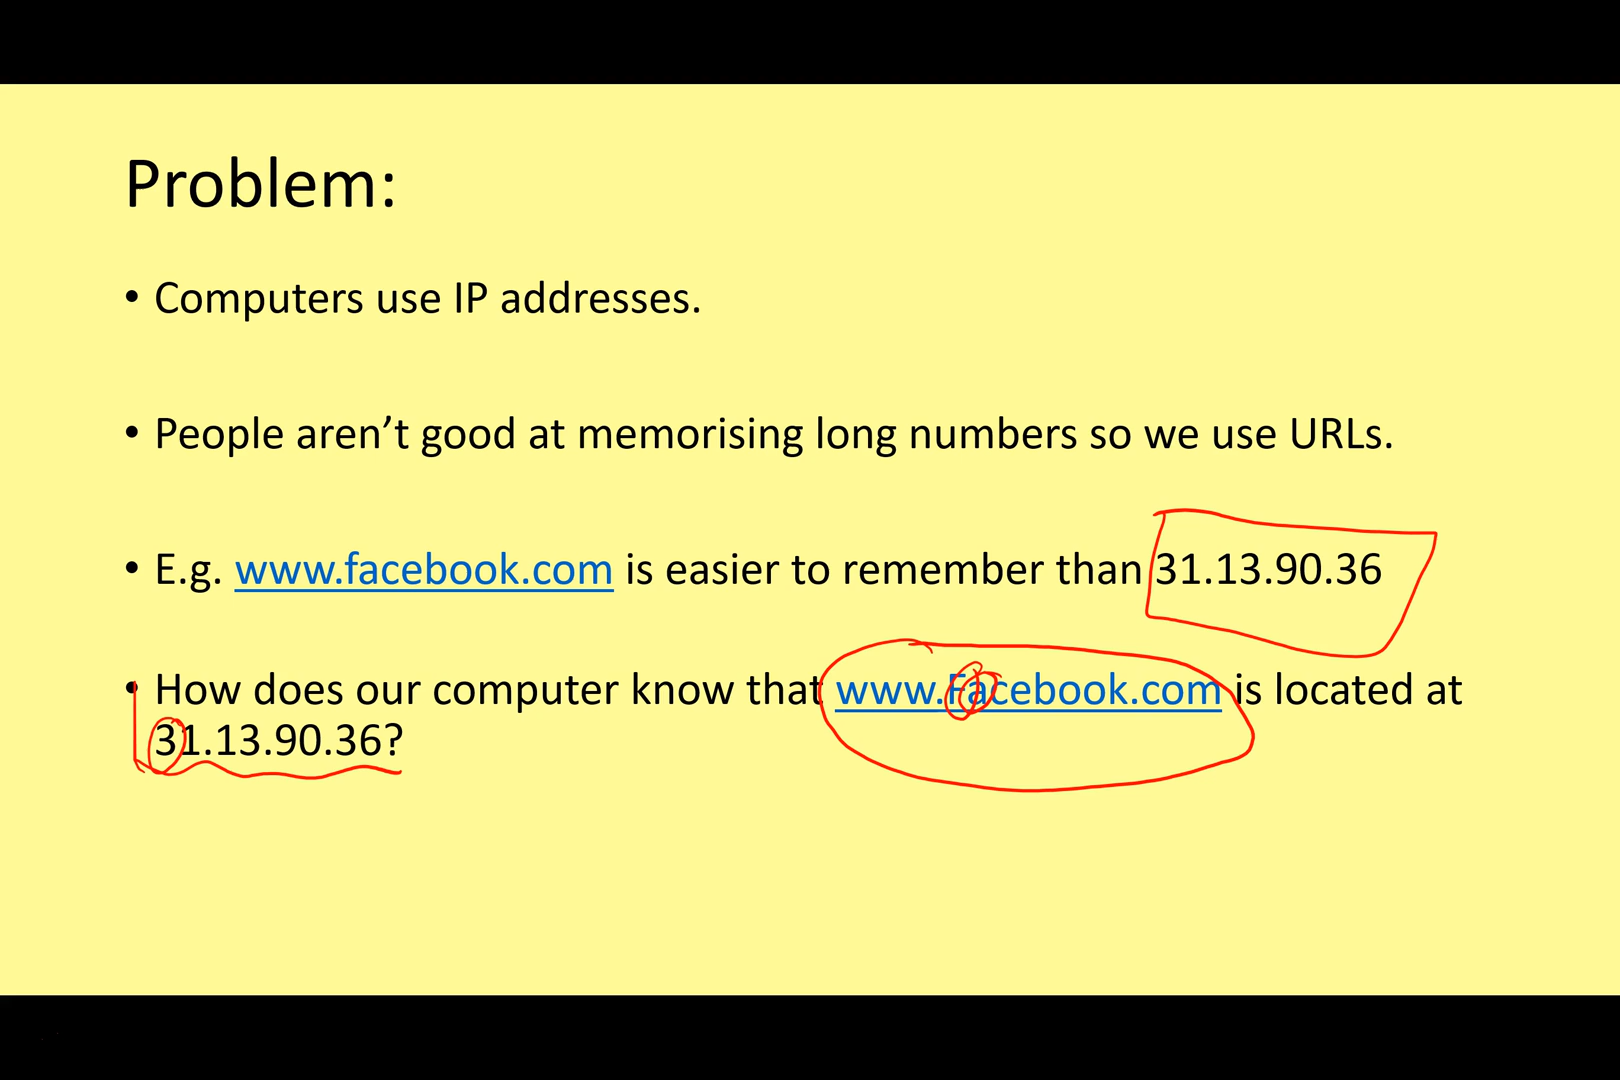 Problem:
• Computers use IP addresses.
• People aren’t good at memorising long numbers so we use URLs.
• E.g. www.facebook.com is easier to remember than 31.13.90.36
• How does our computer know that www.Facebook.com is located at
31.13.90.36?